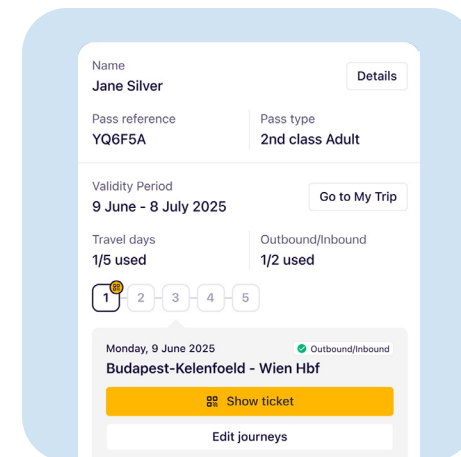 Name
Jane Silver
Details
Pass reference
YQ6F5A
Pass type
2nd class Adult
Validity Period
9 June - 8 July 2025
Go to My Trip
Travel days
1/5 used
Outbound/Inbound
1/2 used
1 2 3 4 5
Monday, 9 June 2025
Outbound/Inbound
Budapest-Kelenfoeld - Wien Hbf
Show ticket
Edit journeys